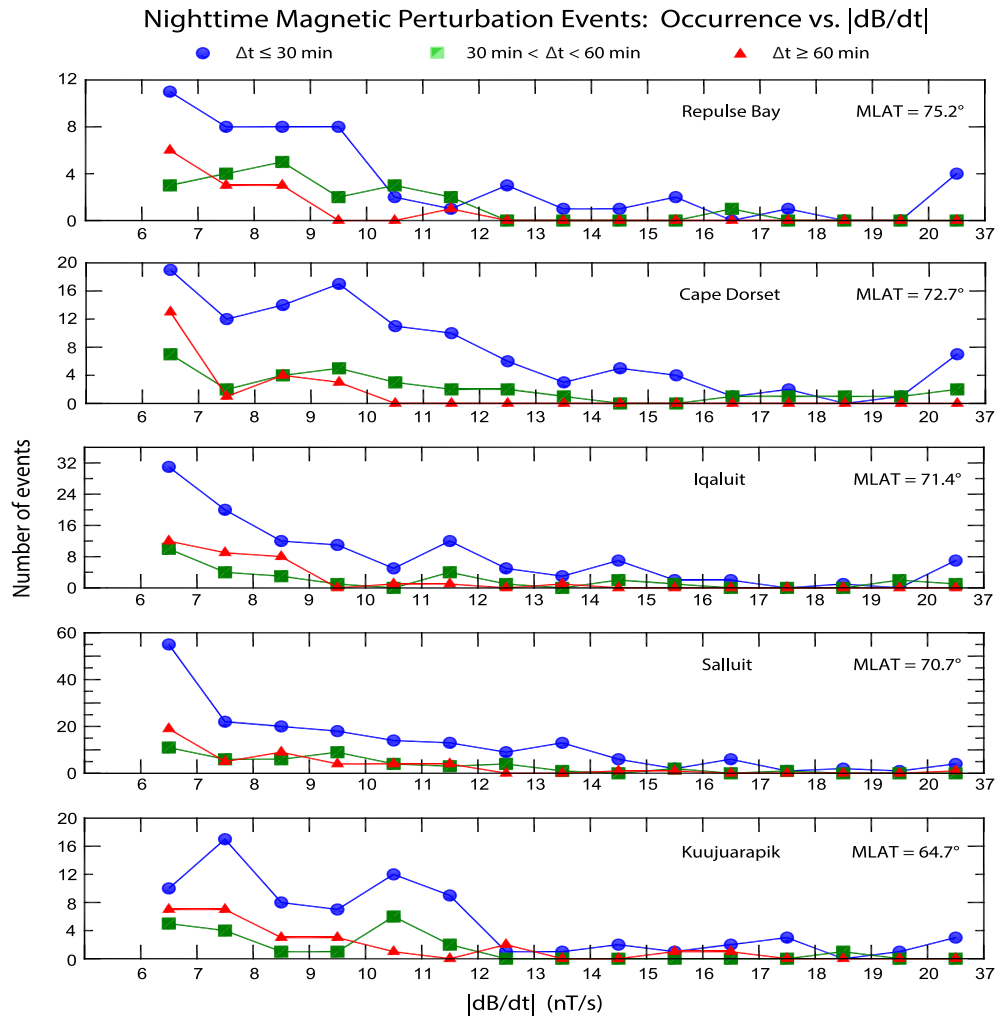 Nighttime Magnetic Perturbation Events: Occurrence vs. |dB/dt|
Δt ≤ 30 min 30 min < Δt < 60 min Δt ≥ 60 min
Number of events
Repulse Bay MLAT = 75.2°
12
8
4
0
6 7 8 9 10 11 12 13 14 15 16 17 18 19 20 37
Cape Dorset MLAT = 72.7°
20
16
12
8
4
0
6 7 8 9 10 11 12 13 14 15 16 17 18 19 20 37
Iqaluit MLAT = 71.4°
32
24
16
8
0
6 7 8 9 10 11 12 13 14 15 16 17 18 19 20 37
Salluit MLAT = 70.7°
60
40
20
0
6 7 8 9 10 11 12 13 14 15 16 17 18 19 20 37
Kuujuarapik MLAT = 64.7°
20
16
12
8
4
0
6 7 8 9 10 11 12 13 14 15 16 17 18 19 20 37
|dB/dt| (nT/s)